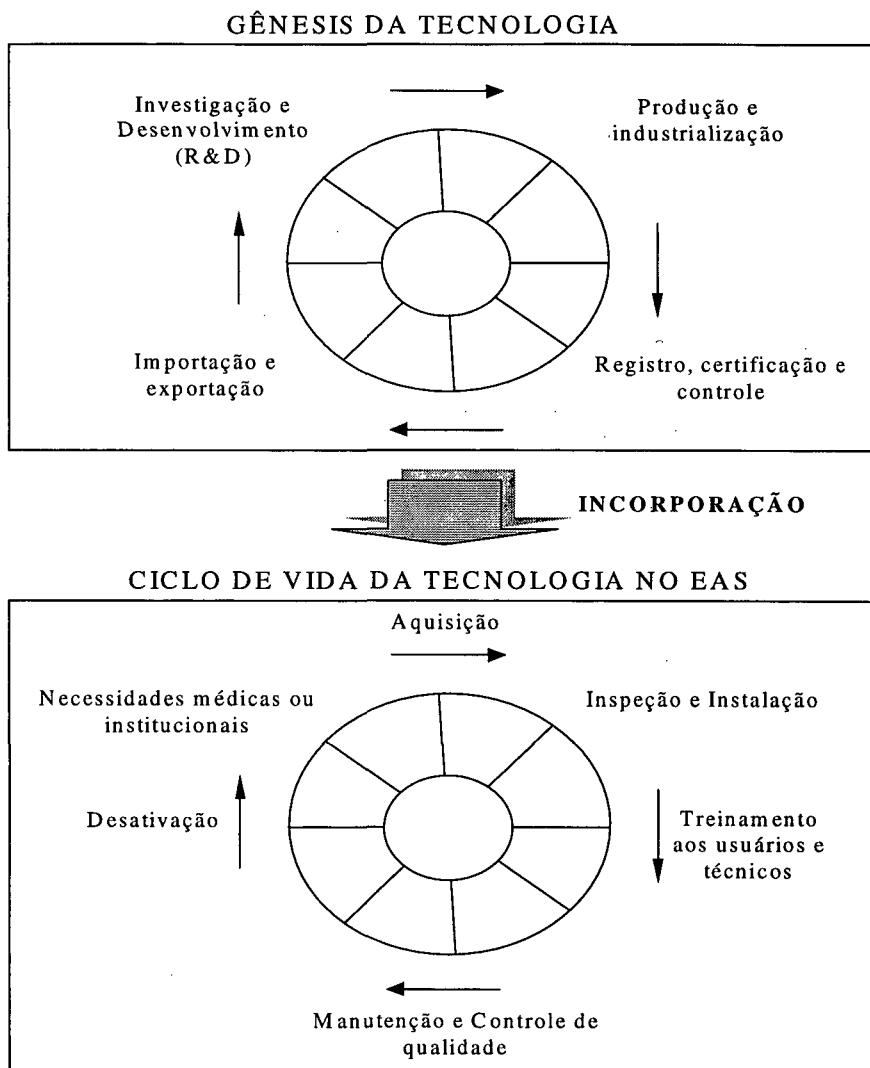 GÊNESIS DA TECNOLOGIA
Investigação e
Desenvolvimento
(R&D)
Produção e
industrialização
Importação e
exportação
Registro, certificação e
controle
INCORPORAÇÃO
CICLO DE VIDA DA TECNOLOGIA NO EAS
Aquisição
Necessidades médicas ou
institucionais
Inspeção e Instalação
Desativação
Treinamento
aos usuários e
técnicos
Manutenção e Controle de
qualidade